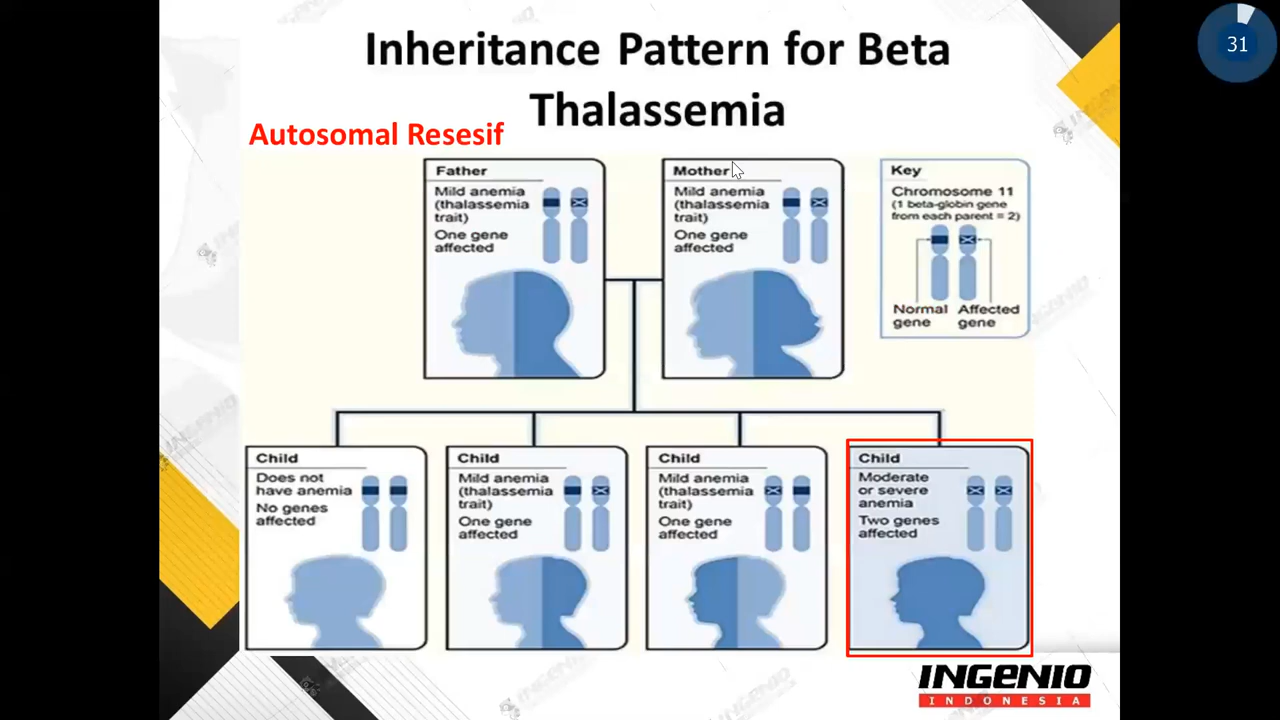 31
Inheritance Pattern for Beta
Thalassemia
Autosomal Resesif
Father
Mild anemia
(thalassemia
trait)
One gene
affected
Mother
Mild anemia
(thalassemia
trait)
One gene
affected
Key
Chromosome 11
(1 beta-globin gene
from each parent = 2)
Normal
gene
Affected
gene
Child
Does not
have anemia
No genes
affected
Child
Mild anemia
(thalassemia
trait)
One gene
affected
Child
Mild anemia
(thalassemia
trait)
One gene
affected
Child
Moderate
or severe
anemia
Two genes
affected
INGENIO
INDONESIA